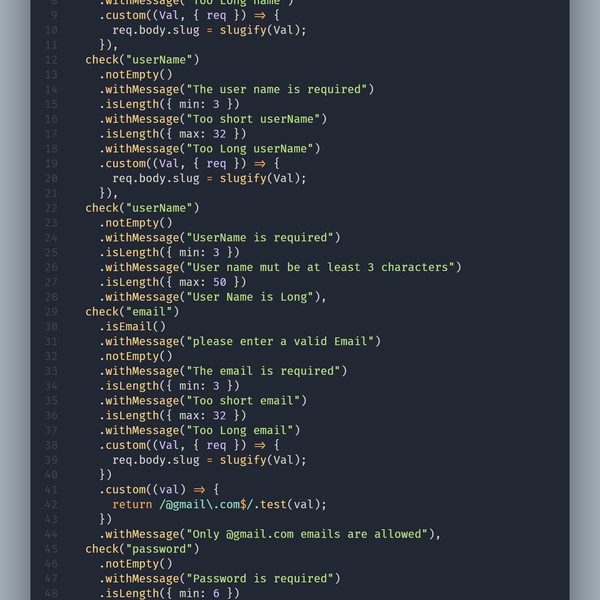 8 .withMessage("Too Long name")
9 .custom((Val, { req }) => {
10 req.body.slug = slugify(Val);
11 }),
12 check("userName")
13 .notEmpty()
14 .withMessage("The user name is required")
15 .isLength({ min: 3 })
16 .withMessage("Too short userName")
17 .isLength({ max: 32 })
18 .withMessage("Too Long userName")
19 .custom((Val, { req }) => {
20 req.body.slug = slugify(Val);
21 }),
22 check("userName")
23 .notEmpty()
24 .withMessage("UserName is required")
25 .isLength({ min: 3 })
26 .withMessage("User name mut be at least 3 characters")
27 .isLength({ max: 50 })
28 .withMessage("User Name is Long"),
29 check("email")
30 .isEmail()
31 .withMessage("please enter a valid Email")
32 .notEmpty()
33 .withMessage("The email is required")
34 .isLength({ min: 3 })
35 .withMessage("Too short email")
36 .isLength({ max: 32 })
37 .withMessage("Too Long email")
38 .custom((Val, { req }) => {
39 req.body.slug = slugify(Val);
40 })
41 .custom((val) => {
42 return /@gmail\.com$/.test(val);
43 })
44 .withMessage("Only @gmail.com emails are allowed"),
45 check("password")
46 .notEmpty()
47 .withMessage("Password is required")
48 .isLength({ min: 6 })